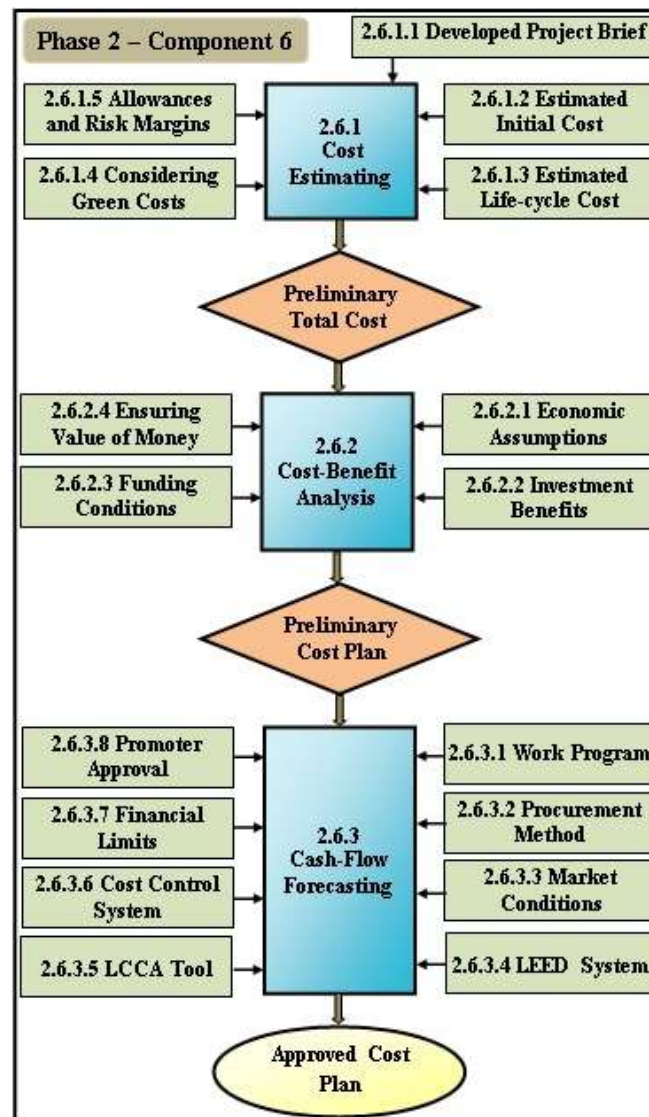 Phase 2 – Component 6
2.6.1.1 Developed Project Brief
2.6.1.5 Allowances
and Risk Margins
2.6.1
Cost
Estimating
2.6.1.2 Estimated
Initial Cost
2.6.1.4 Considering
Green Costs
2.6.1.3 Estimated
Life-cycle Cost
Preliminary
Total Cost
2.6.2.4 Ensuring
Value of Money
2.6.2
Cost-Benefit
Analysis
2.6.2.1 Economic
Assumptions
2.6.2.3 Funding
Conditions
2.6.2.2 Investment
Benefits
Preliminary
Cost Plan
2.6.3.8 Promoter
Approval
2.6.3.1 Work Program
2.6.3.7 Financial
Limits
2.6.3
Cash-Flow
Forecasting
2.6.3.2 Procurement
Method
2.6.3.6 Cost Control
System
2.6.3.3 Market
Conditions
2.6.3.5 LCCA Tool
2.6.3.4 LEED System
Approved Cost
Plan